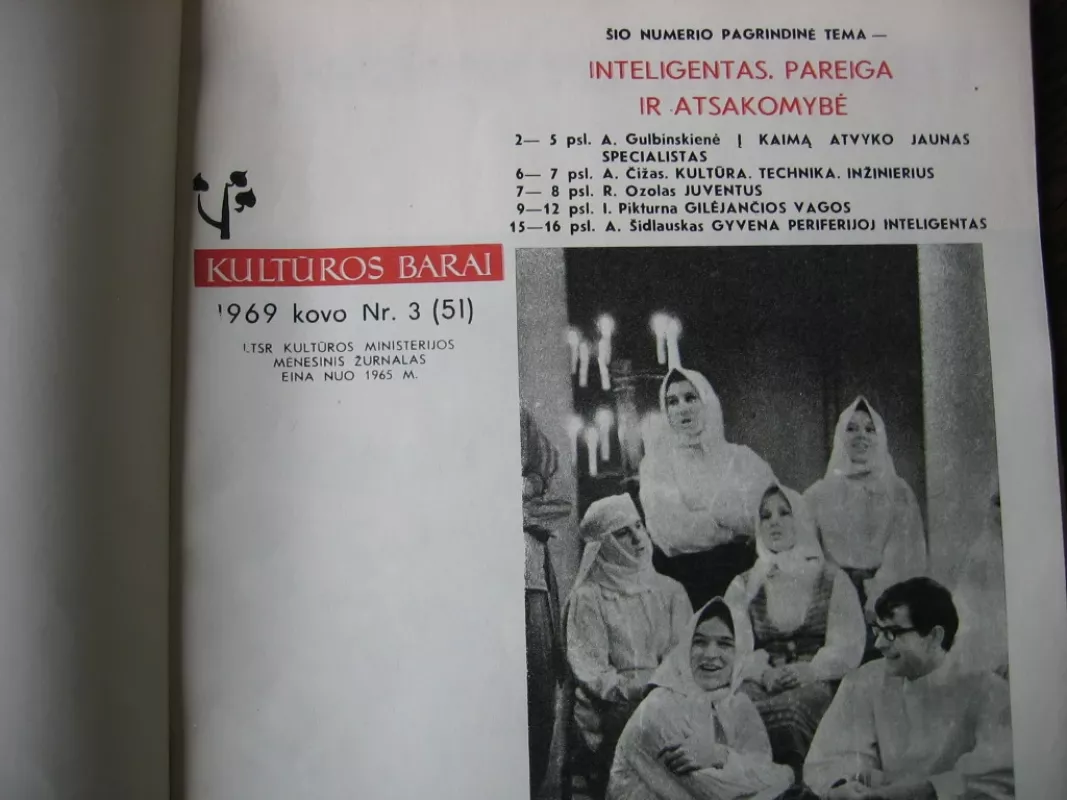 ŠIO NUMERIO PAGRINDINĖ TEMA —
INTELIGENTAS. PAREIGA
IR ATSAKOMYBĖ
2— 5 psl. A. Gulbinskienė Į KAIMĄ ATVYKO JAUNAS
SPECIALISTAS
6— 7 psl. A. Čižas. KULTŪRA. TECHNIKA. INŽINIERIUS
7— 8 psl. R. Ozolas JUVENTUS
9—12 psl. I. Pikturna GILĖJANČIOS VAGOS
15—16 psl. A. Šidlauskas GYVENA PERIFERIJOJ INTELIGENTAS
KULTŪROS BARAI
1969 kovo Nr. 3 (51)
LTSR KULTŪROS MINISTERIJOS
MĖNESINIS ŽURNALAS
EINA NUO 1965 M.